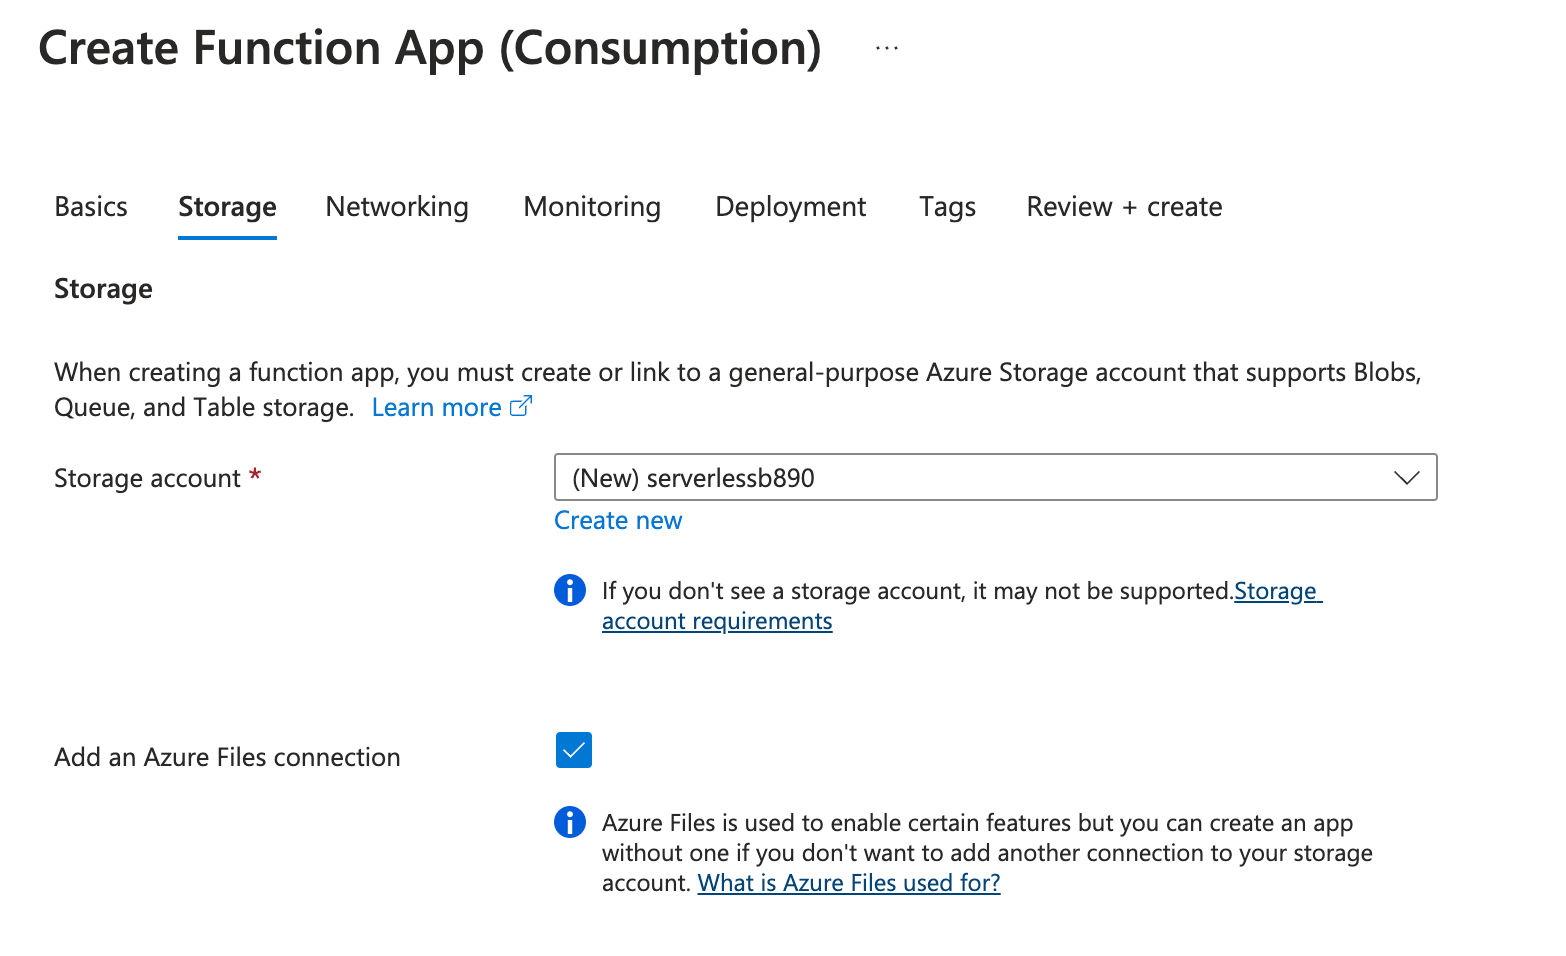 Create Function App (Consumption) ...
Basics Storage Networking Monitoring Deployment Tags Review + create
Storage
When creating a function app, you must create or link to a general-purpose Azure Storage account that supports Blobs,
Queue, and Table storage. Learn more
Storage account *
(New) serverlessb890
Create new
If you don't see a storage account, it may not be supported.Storage
account requirements
Add an Azure Files connection
Azure Files is used to enable certain features but you can create an app
without one if you don't want to add another connection to your storage
account. What is Azure Files used for?